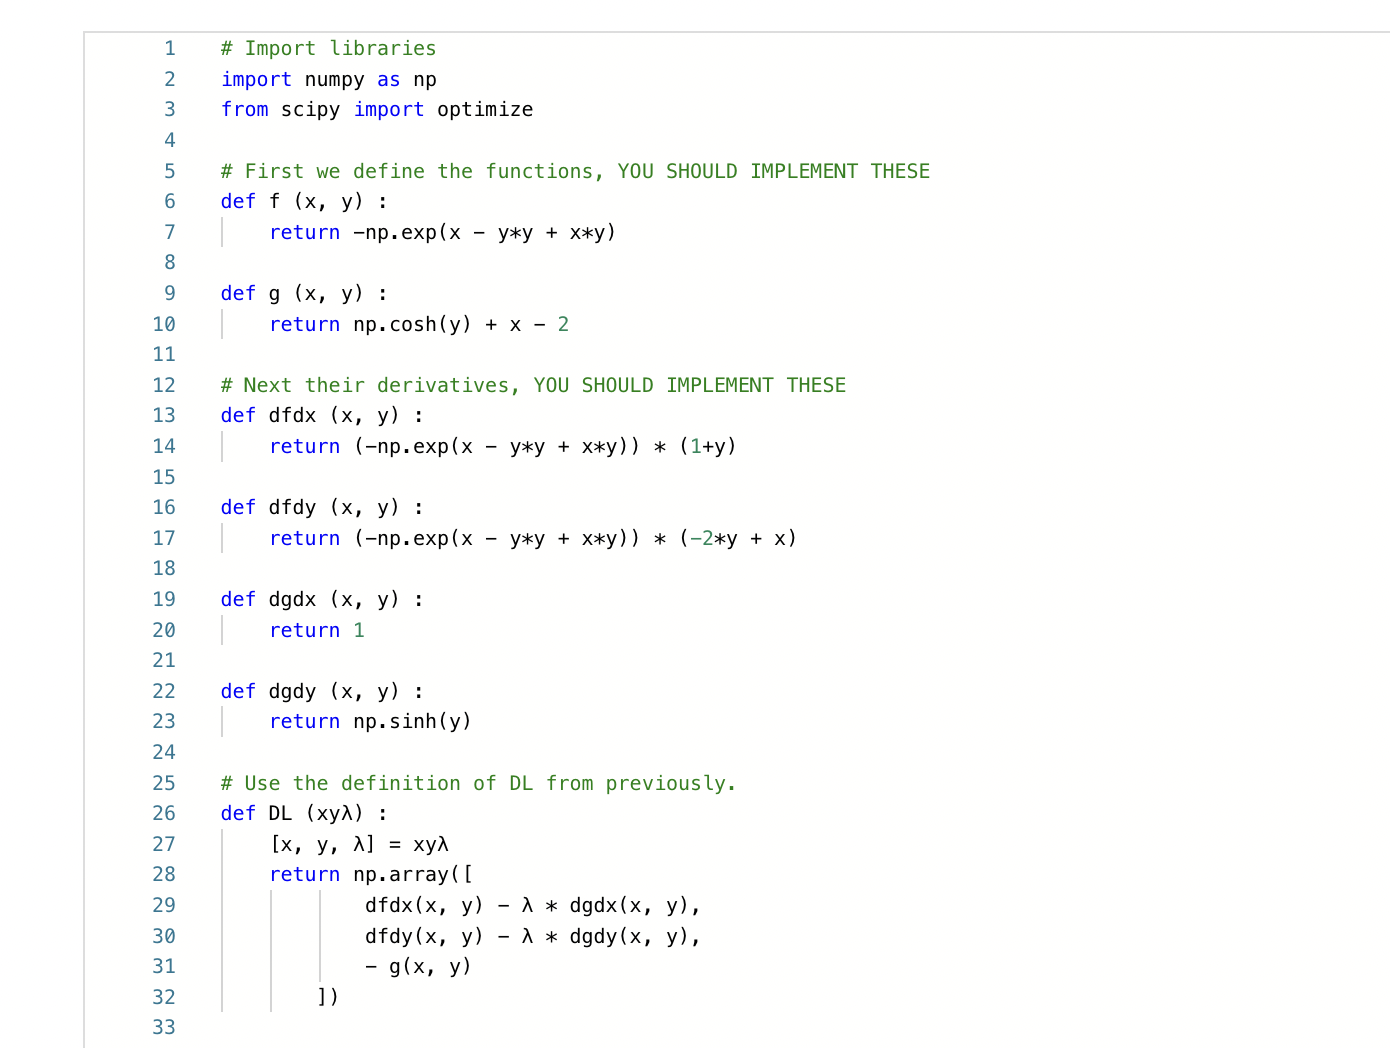 1 # Import libraries
2 import numpy as np
3 from scipy import optimize
4
5 # First we define the functions, YOU SHOULD IMPLEMENT THESE
6 def f (x, y) :
7     return -np.exp(x - y*y + x*y)
8
9 def g (x, y) :
10     return np.cosh(y) + x - 2
11
12 # Next their derivatives, YOU SHOULD IMPLEMENT THESE
13 def dfdx (x, y) :
14     return (-np.exp(x - y*y + x*y)) * (1+y)
15
16 def dfdy (x, y) :
17     return (-np.exp(x - y*y + x*y)) * (-2*y + x)
18
19 def dgdx (x, y) :
20     return 1
21
22 def dgdy (x, y) :
23     return np.sinh(y)
24
25 # Use the definition of DL from previously.
26 def DL (xyλ) :
27     [x, y, λ] = xyλ
28     return np.array([
29             dfdx(x, y) - λ * dgdx(x, y),
30             dfdy(x, y) - λ * dgdy(x, y),
31             - g(x, y)
32         ])
33